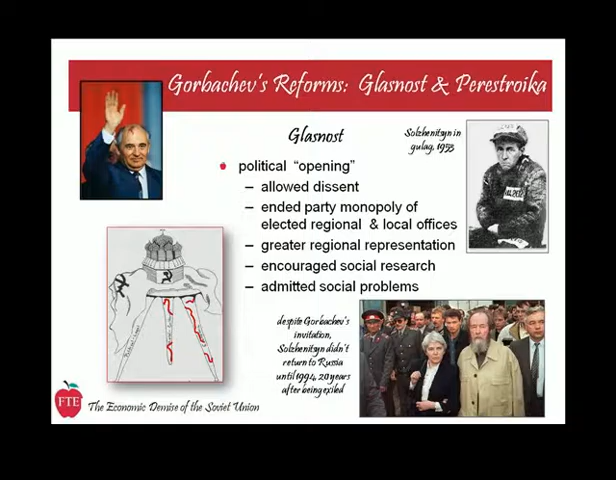 Gorbachev's Reforms: Glasnost & Perestroika
Glasnost
political “opening”
– allowed dissent
– ended party monopoly of
elected regional & local offices
– greater regional representation
– encouraged social research
– admitted social problems
Solzhenitsyn in
gulag, 1953
despite Gorbachev's
invitation,
Solzhenitsyn didn't
return to Russia
until 1994, 20 years
after being exiled
FTE
The Economic Demise of the Soviet Union